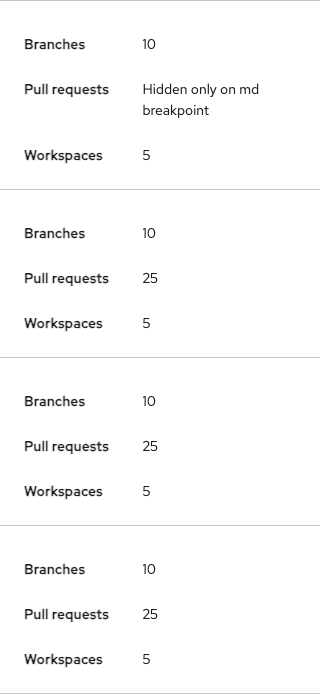 Branches 10
Pull requests Hidden only on md
breakpoint
Workspaces 5
Branches 10
Pull requests 25
Workspaces 5
Branches 10
Pull requests 25
Workspaces 5
Branches 10
Pull requests 25
Workspaces 5